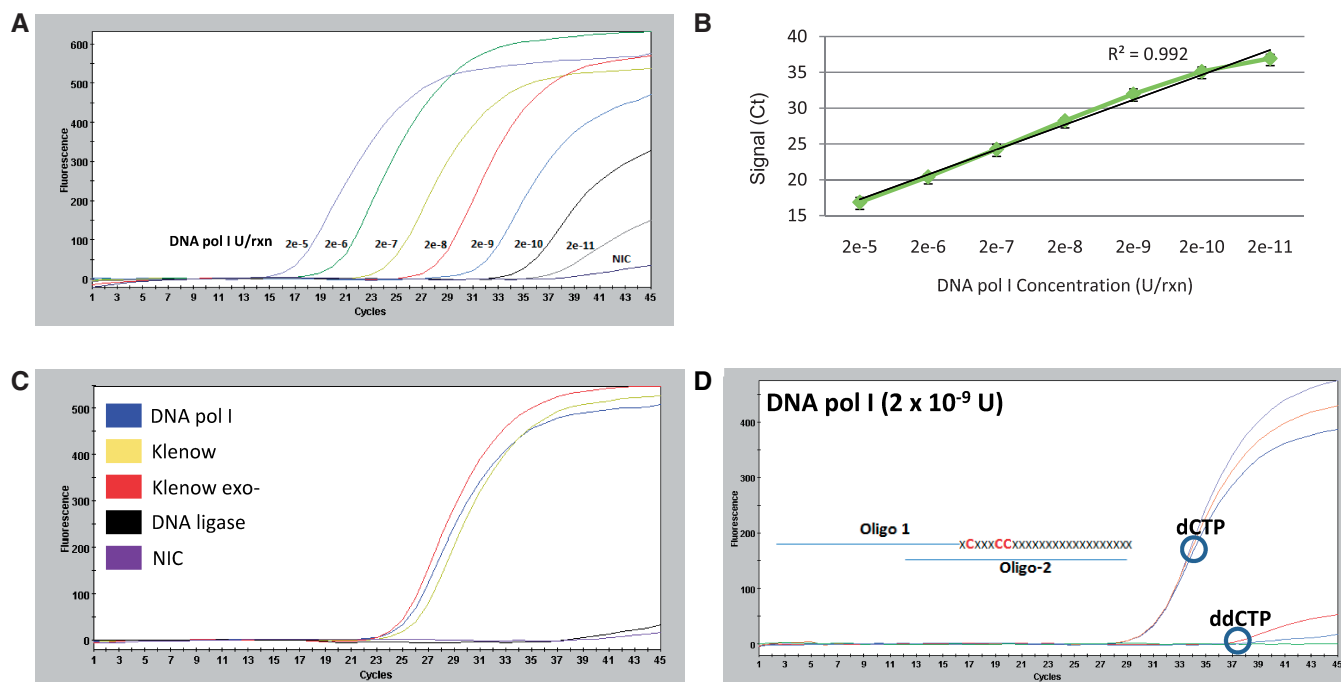 A
600
500
400
300
200
100
0
Fluorescence
DNA pol I U/rxn
2e-5
2e-6
2e-7
2e-8
2e-9
2e-10
2e-11
NIC
1 3 5 7 9 11 13 15 17 19 21 23 25 27 29 31 33 35 37 39 41 43 45
Cycles
B
40
35
30
25
20
15
Signal (Ct)
R² = 0.992
2e-5 2e-6 2e-7 2e-8 2e-9 2e-10 2e-11
DNA pol I Concentration (U/rxn)
C
500
400
300
200
100
0
Fluorescence
DNA pol I
Klenow
Klenow exo-
DNA ligase
NIC
1 3 5 7 9 11 13 15 17 19 21 23 25 27 29 31 33 35 37 39 41 43 45
Cycles
D
DNA pol I (2 x 10⁻⁹ U)
400
300
200
100
0
Fluorescence
Oligo 1
xCxxxCCxxxxxxxxxxxxxxxxxx
Oligo-2
dCTP
ddCTP
1 3 5 7 9 11 13 15 17 19 21 23 25 27 29 31 33 35 37 39 41 43 45
Cycles